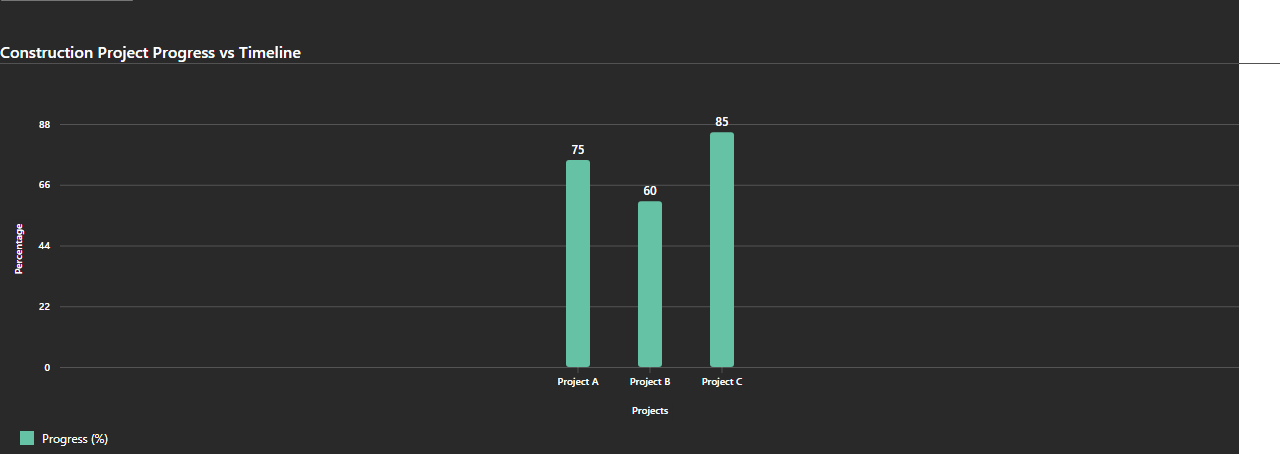 Construction Project Progress vs Timeline
88
66
44
22
0
Percentage
75
60
85
Project A
Project B
Project C
Projects
Progress (%)